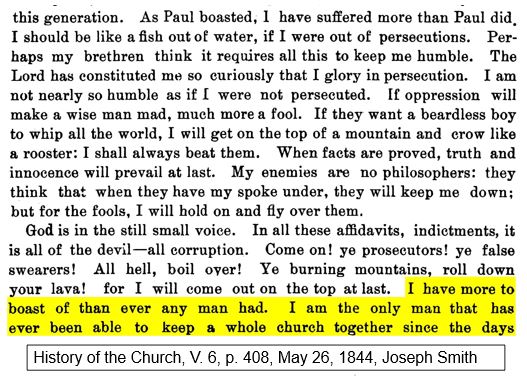 this generation. As Paul boasted, I have suffered more than Paul did.
I should be like a fish out of water, if I were out of persecutions. Per-
haps my brethren think it requires all this to keep me humble. The
Lord has constituted me so curiously that I glory in persecution. I am
not nearly so humble as if I were not persecuted. If oppression will
make a wise man mad, much more a fool. If they want a beardless boy
to whip all the world, I will get on the top of a mountain and crow like
a rooster: I shall always beat them. When facts are proved, truth and
innocence will prevail at last. My enemies are no philosophers: they
think that when they have my spoke under, they will keep me down;
but for the fools, I will hold on and fly over them.
God is in the still small voice. In all these affidavits, indictments, it
is all of the devil—all corruption. Come on! ye prosecutors! ye false
swearers! All hell, boil over! Ye burning mountains, roll down
your lava! for I will come out on the top at last. I have more to
boast of than ever any man had. I am the only man that has
ever been able to keep a whole church together since the days
History of the Church, V. 6, p. 408, May 26, 1844, Joseph Smith